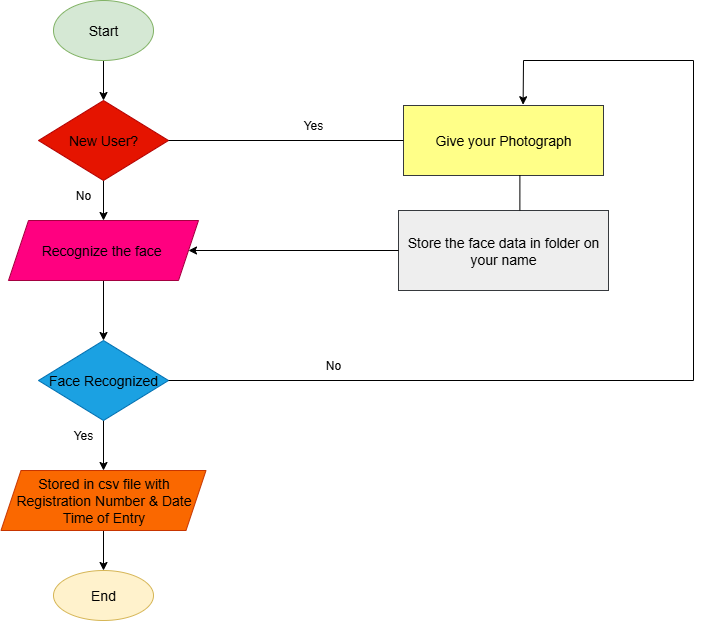 Start
New User?
Yes
Give your Photograph
No
Recognize the face
Store the face data in folder on
your name
Face Recognized
No
Yes
Stored in csv file with
Registration Number & Date
Time of Entry
End